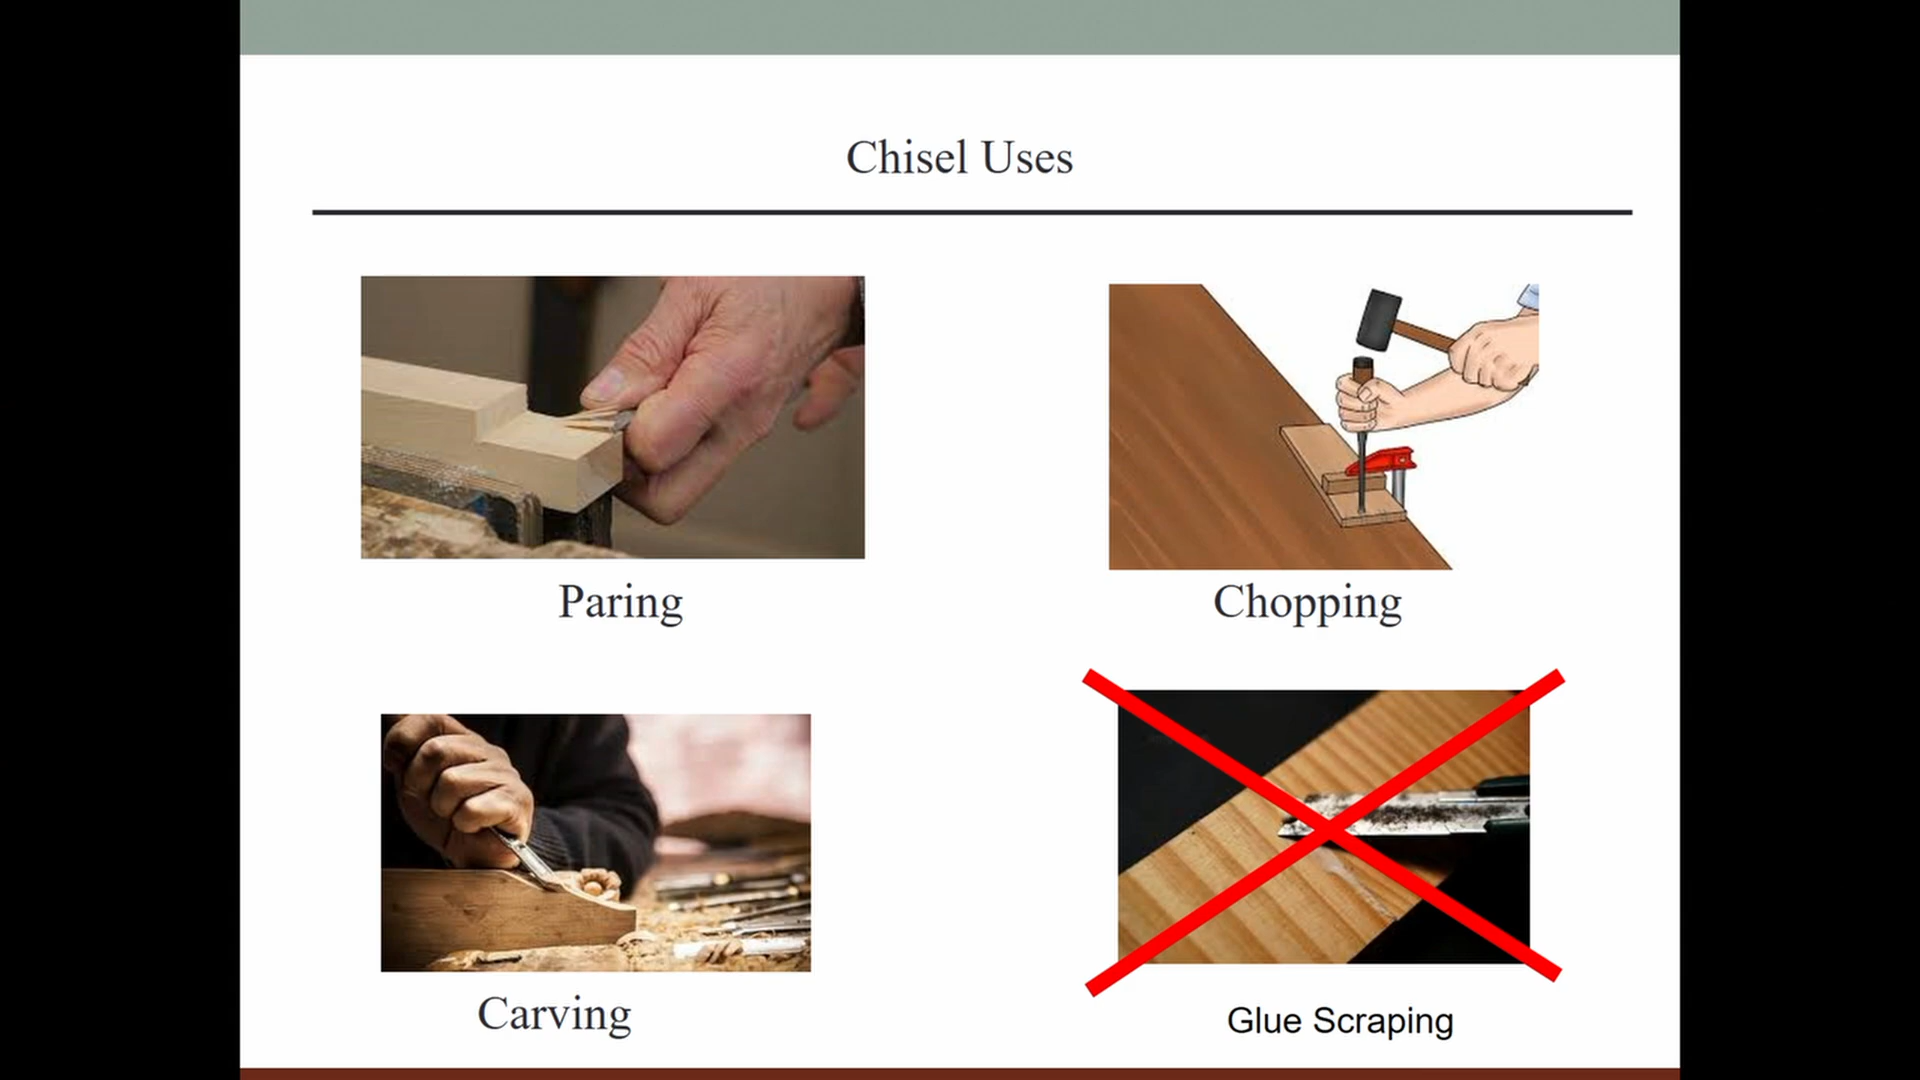 Chisel Uses
Paring
Chopping
Carving
Glue Scraping